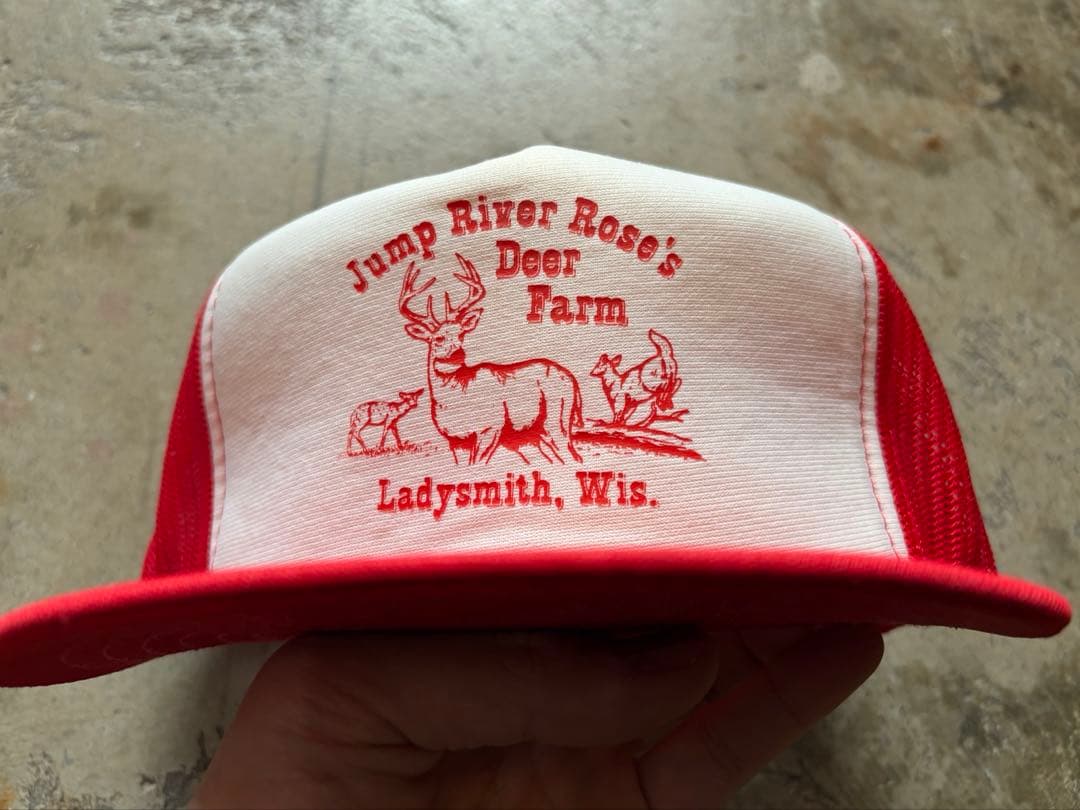 Jump River Rose's
Deer
Farm
Ladysmith, Wis.